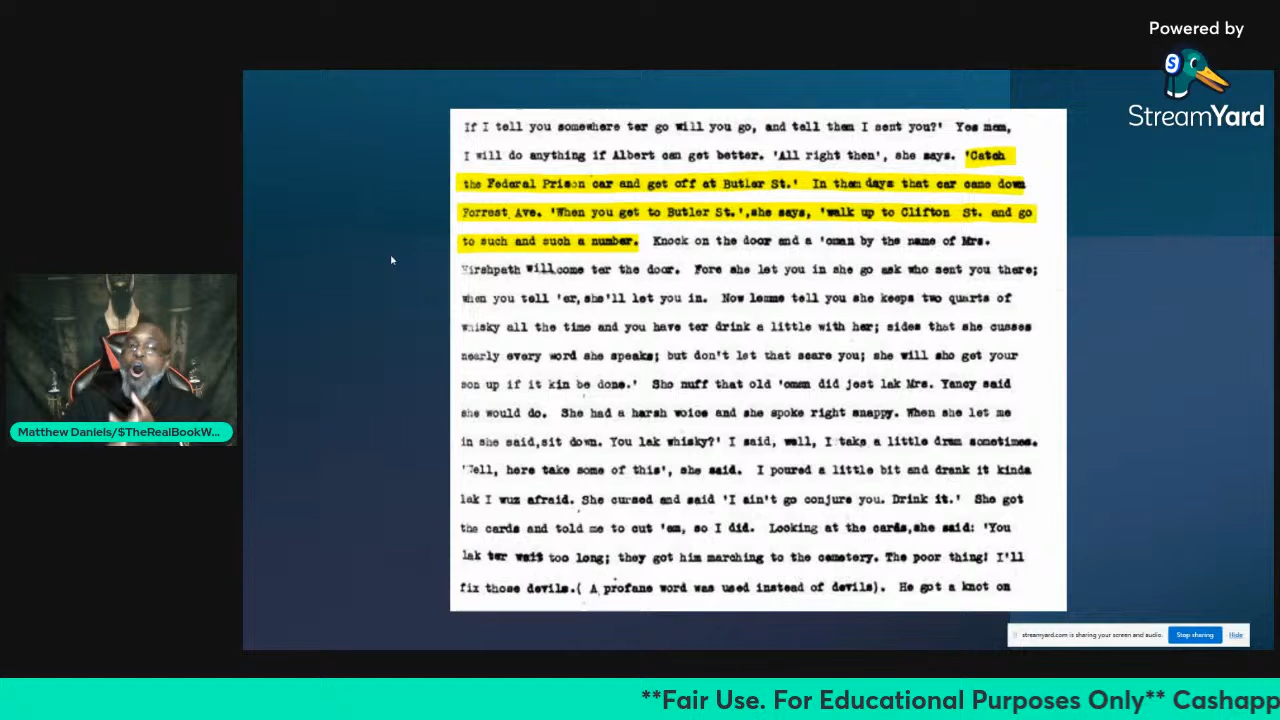 Powered by
StreamYard
If I tell you somewhere ter go will you go, and tell them I sent you?' Yes mam,
I will do anything if Albert can get better. 'All right then', she says. 'Catch
the Federal Prison car and get off at Butler St.' In them days that car came down
Forrest Ave. 'When you get to Butler St.',she says, 'walk up to Clifton St. and go
to such and such a number. Knock on the door and a 'oman by the name of Mrs.
Hirshpath will come ter the door. Fore she let you in she go ask who sent you there;
when you tell 'er,she'll let you in. Now lemme tell you she keeps two quarts of
whisky all the time and you have ter drink a little with her; sides that she cusses
nearly every word she speaks; but don't let that scare you; she will sho get your
son up if it kin be done.' Sho nuff that old 'oman did jest lak Mrs. Yancy said
she would do. She had a harsh voice and she spoke right snappy. When she let me
in she said,sit down. You lak whisky?' I said, well, I take a little dram sometimes.
'Well, here take some of this', she said. I poured a little bit and drank it kinda
lak I wuz afraid. She cursed and said 'I ain't go conjure you. Drink it.' She got
the cards and told me to cut 'em, so I did. Looking at the cards,she said: 'You
lak ter wait too long; they got him marching to the cemetery. The poor thing! I'll
fix those devils.( A profane word was used instead of devils). He got a knot on
Matthew Daniels/$TheRealBookW...
streamyard.com is sharing your screen and audio.
Stop sharing
Hide
**Fair Use. For Educational Purposes Only** Cashapp